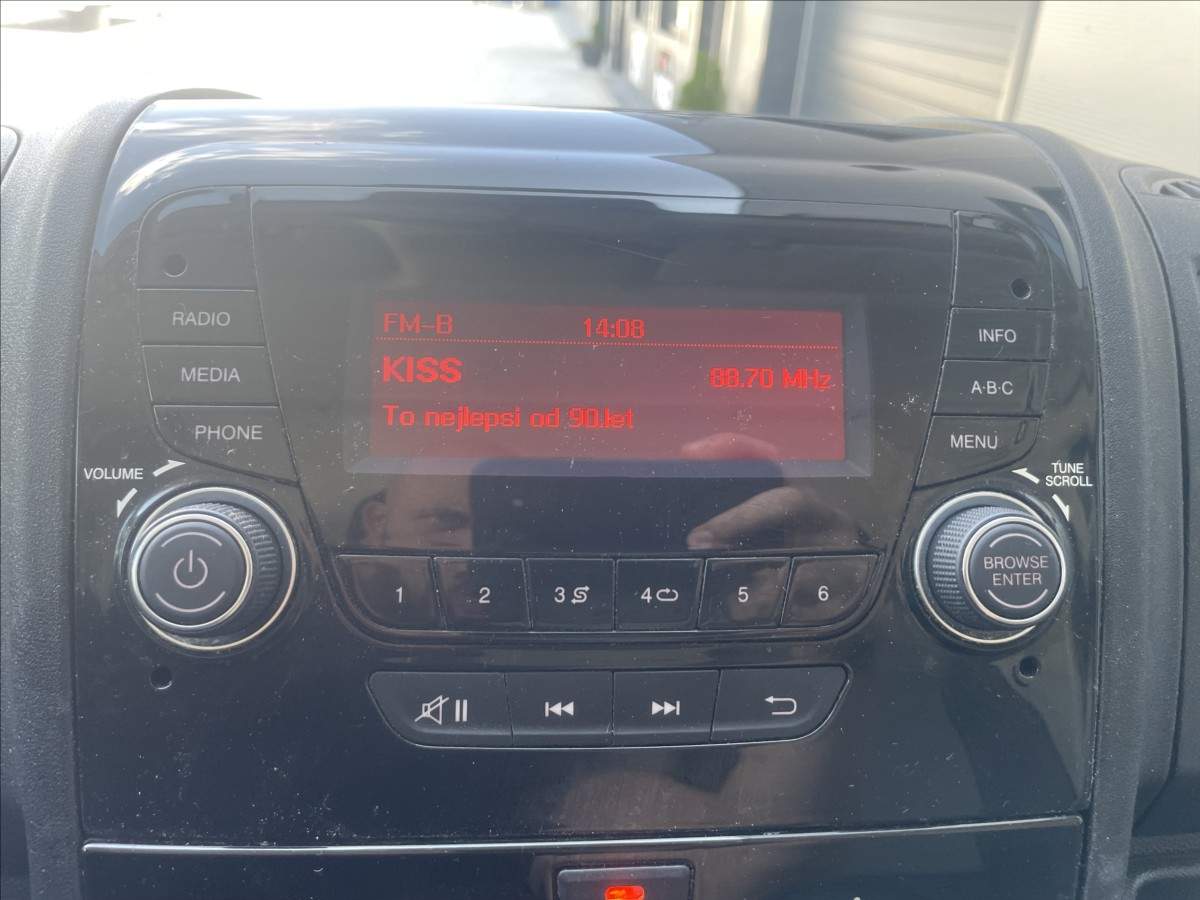 FM-B 14:08
KISS 88.70 MHz
To nejlepsi od 90.let
RADIO
MEDIA
PHONE
VOLUME
INFO
A·B·C
MENU
TUNE
SCROLL
BROWSE
ENTER
1 2 3 4 5 6